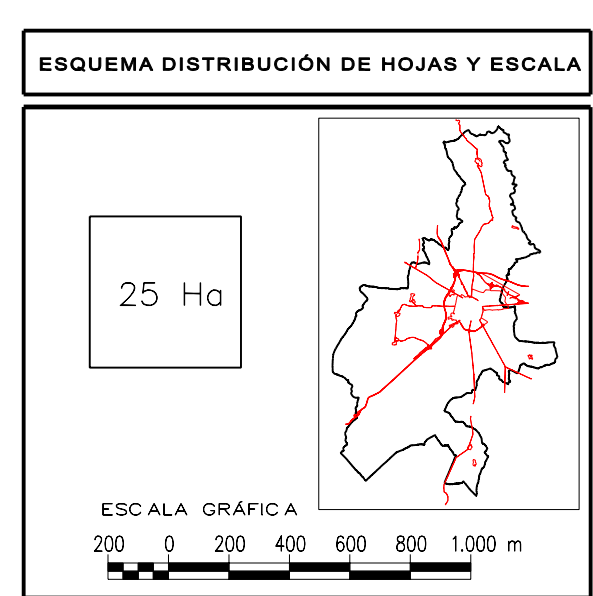 ESQUEMA DISTRIBUCIÓN DE HOJAS Y ESCALA
25 Ha
ESCALA GRÁFICA
200 0 200 400 600 800 1.000 m